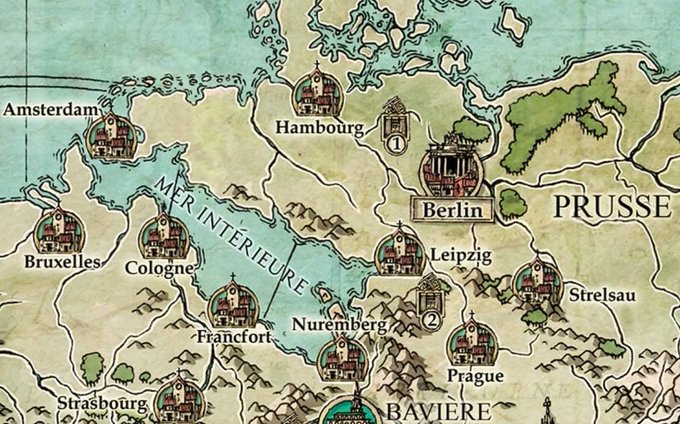 Amsterdam
Hambourg
1
Berlin
PRUSSE
MER INTÉRIEURE
Bruxelles
Cologne
Leipzig
Strelsau
2
Francfort
Nuremberg
Prague
Strasbourg
BAVIÈRE